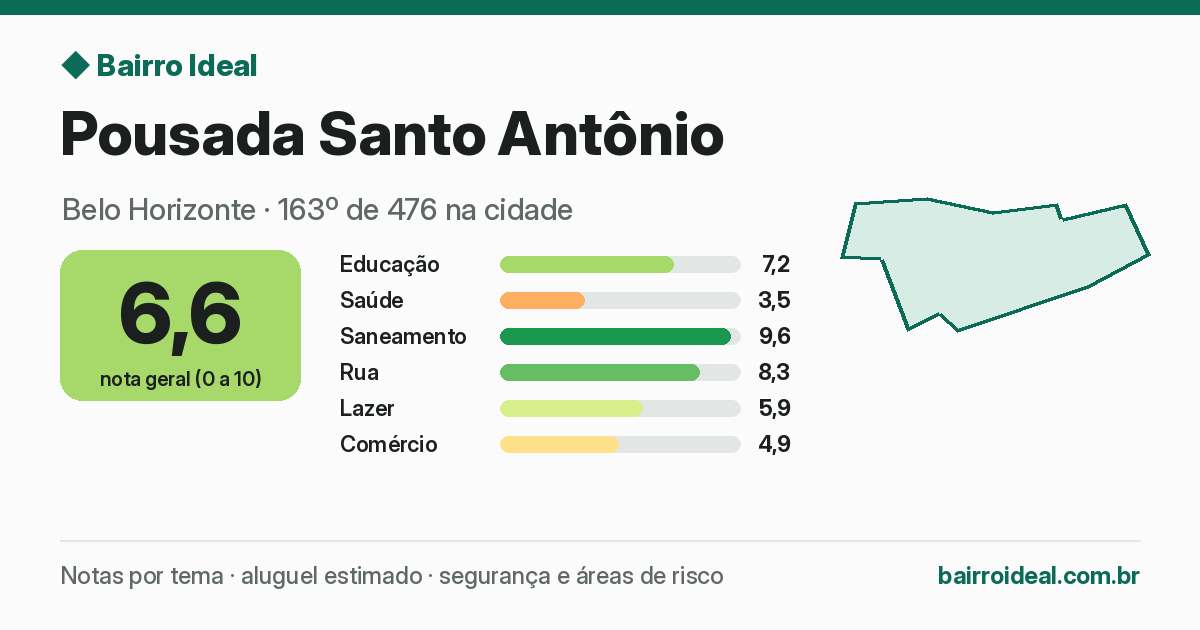 Bairro Ideal
Pousada Santo Antônio
Belo Horizonte · 163º de 476 na cidade
6,6
nota geral (0 a 10)
Educação 7,2
Saúde 3,5
Saneamento 9,6
Rua 8,3
Lazer 5,9
Comércio 4,9
Notas por tema · aluguel estimado · segurança e áreas de risco
bairroideal.com.br